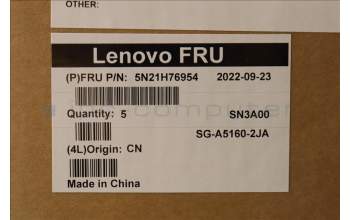 OTHER:
Lenovo FRU
(P)FRU P/N: 5N21H76954 2022-09-23
Quantity: 5 SN3A00
SG-A5160-2JA
(4L)Origin: CN
Made in China